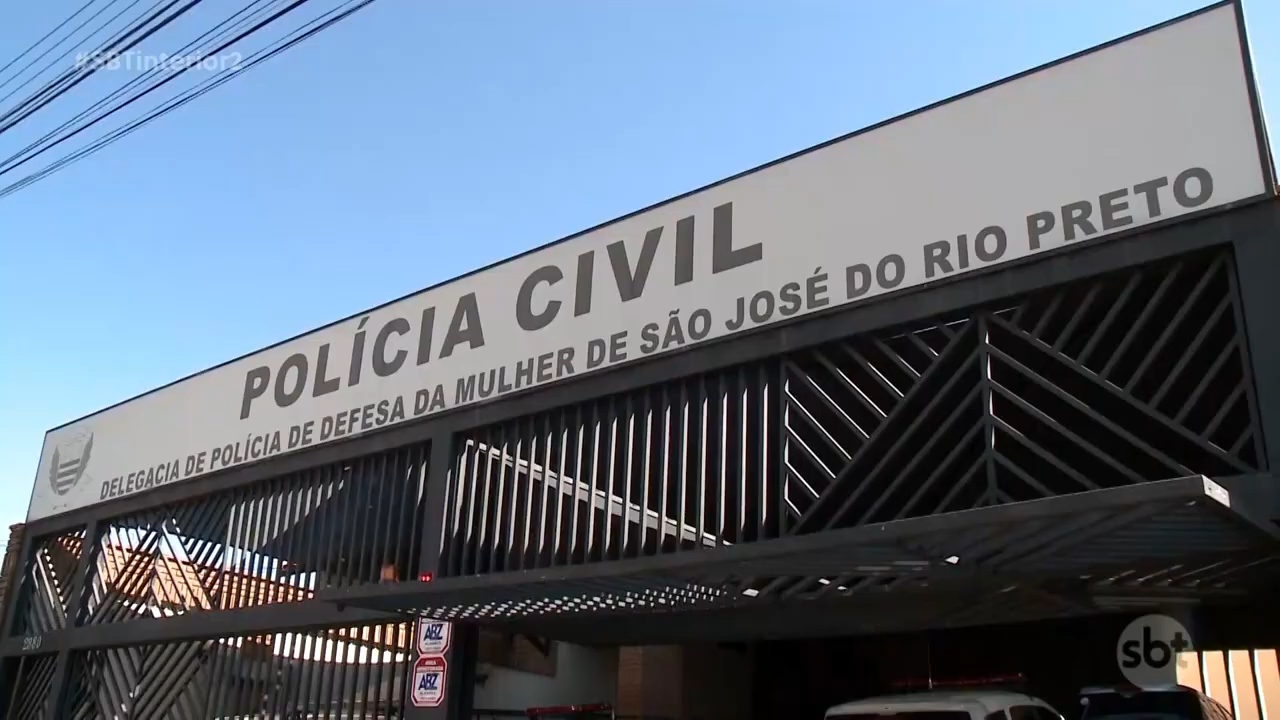 #SBTinterior2
POLÍCIA CIVIL
DELEGACIA DE POLÍCIA DE DEFESA DA MULHER DE SÃO JOSÉ DO RIO PRETO
ABZ
ABZ
sbt